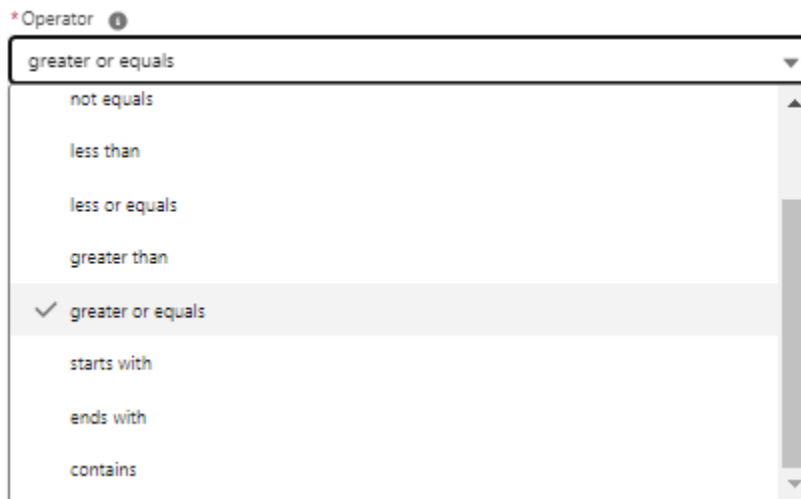 *Operator
greater or equals
not equals
less than
less or equals
greater than
greater or equals
starts with
ends with
contains